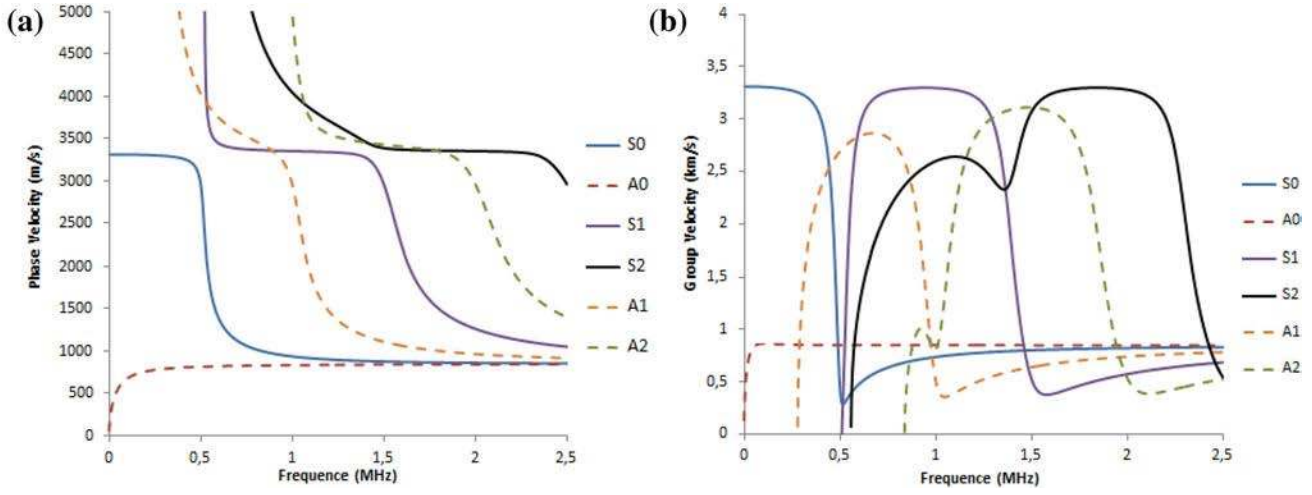 (a)
Phase Velocity (m/s)
5000
4500
4000
3500
3000
2500
2000
1500
1000
500
0
0
0,5
1
1,5
2
2,5
Frequence (MHz)
S0
A0
S1
S2
A1
A2
(b)
Group Velocity (km/s)
4
3,5
3
2,5
2
1,5
1
0,5
0
0
0,5
1
1,5
2
2,5
Frequence (MHz)
S0
A0
S1
S2
A1
A2